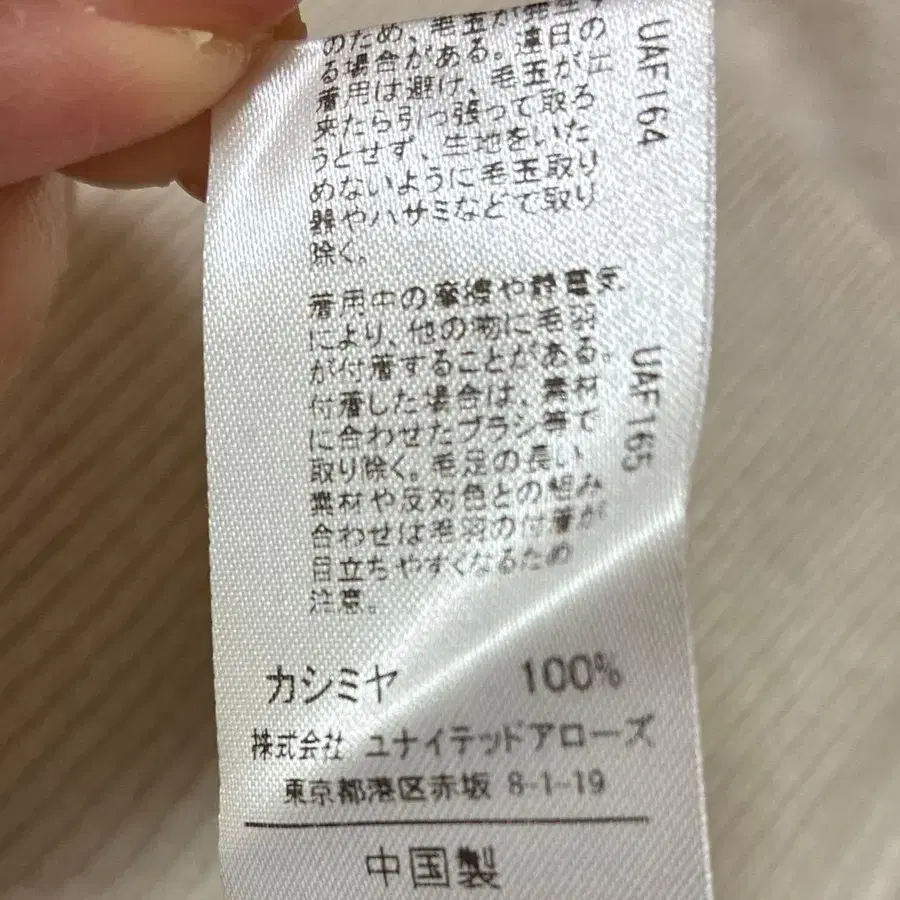 のため、毛玉が発生
る場合がある。連日の
着用は避け、毛玉が出
来たら引っ張って取ろ
うとせず、生地をいた
めないように毛玉取り
器やハサミなどで取り
除く。
UAF164
着用中の摩擦や静電気
により、他の物に毛羽
が付着することがある。
付着した場合は、素材
に合わせたブラシ等で
取り除く。毛足の長い
素材や反対色との組み
合わせは毛羽の付着が
目立ちやすくなるため
注意。
UAF165
カシミヤ 100%
株式会社 ユナイテッドアローズ
東京都港区赤坂 8-1-19
中国製